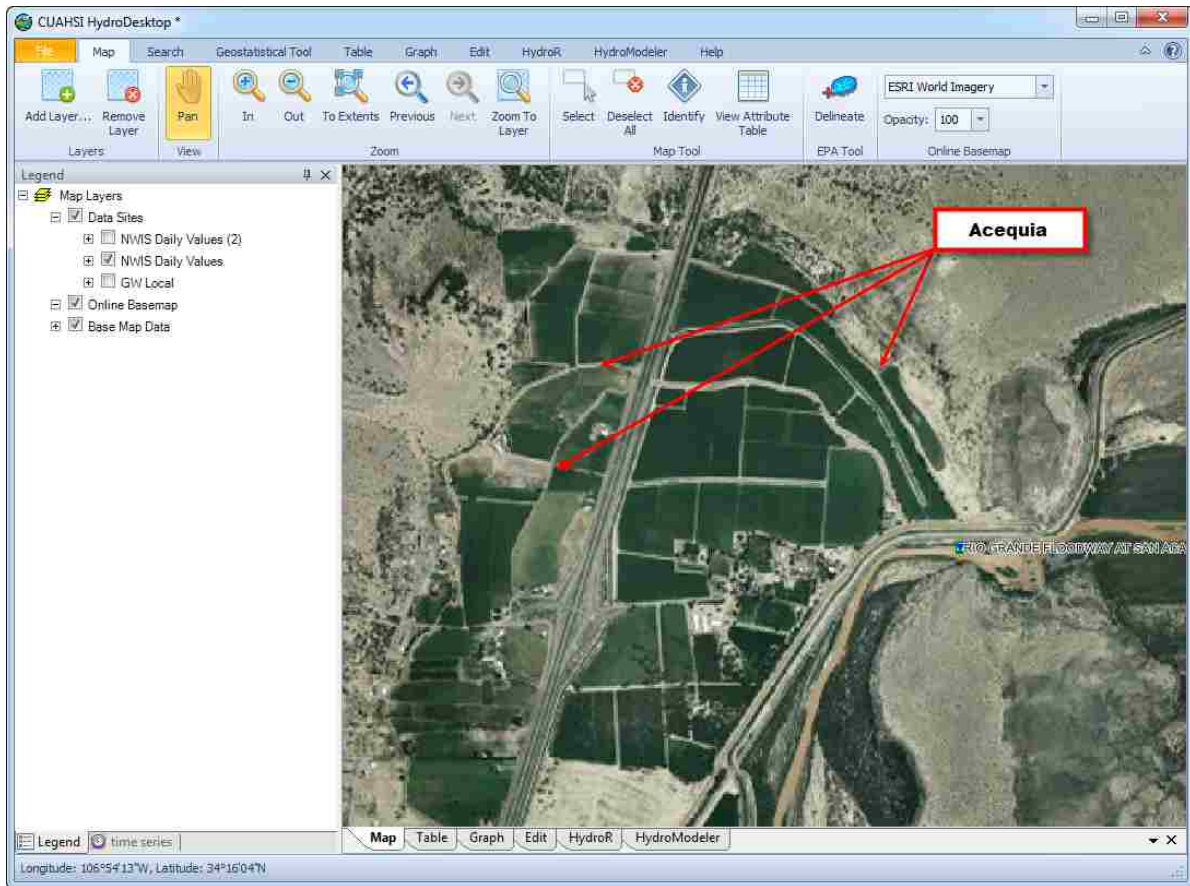 CUAHSI HydroDesktop *
File Map Search Geostatistical Tool Table Graph Edit HydroR HydroModeler Help
Add Layer... Remove Layer Pan In Out To Extents Previous Next Zoom To Layer Select Deselect All Identify View Attribute Table Delineate ESRI World Imagery
Opacity: 100
Layers View Zoom Map Tool EPA Tool Online Basemap
Legend
Map Layers
Data Sites
NWIS Daily Values (2)
NWIS Daily Values
GW Local
Online Basemap
Base Map Data
Acequia
RIO GRANDE FLOODWAY AT SAN ACA
Legend time series
Map Table Graph Edit HydroR HydroModeler
Longitude: 106°54'13"W, Latitude: 34°16'04"N